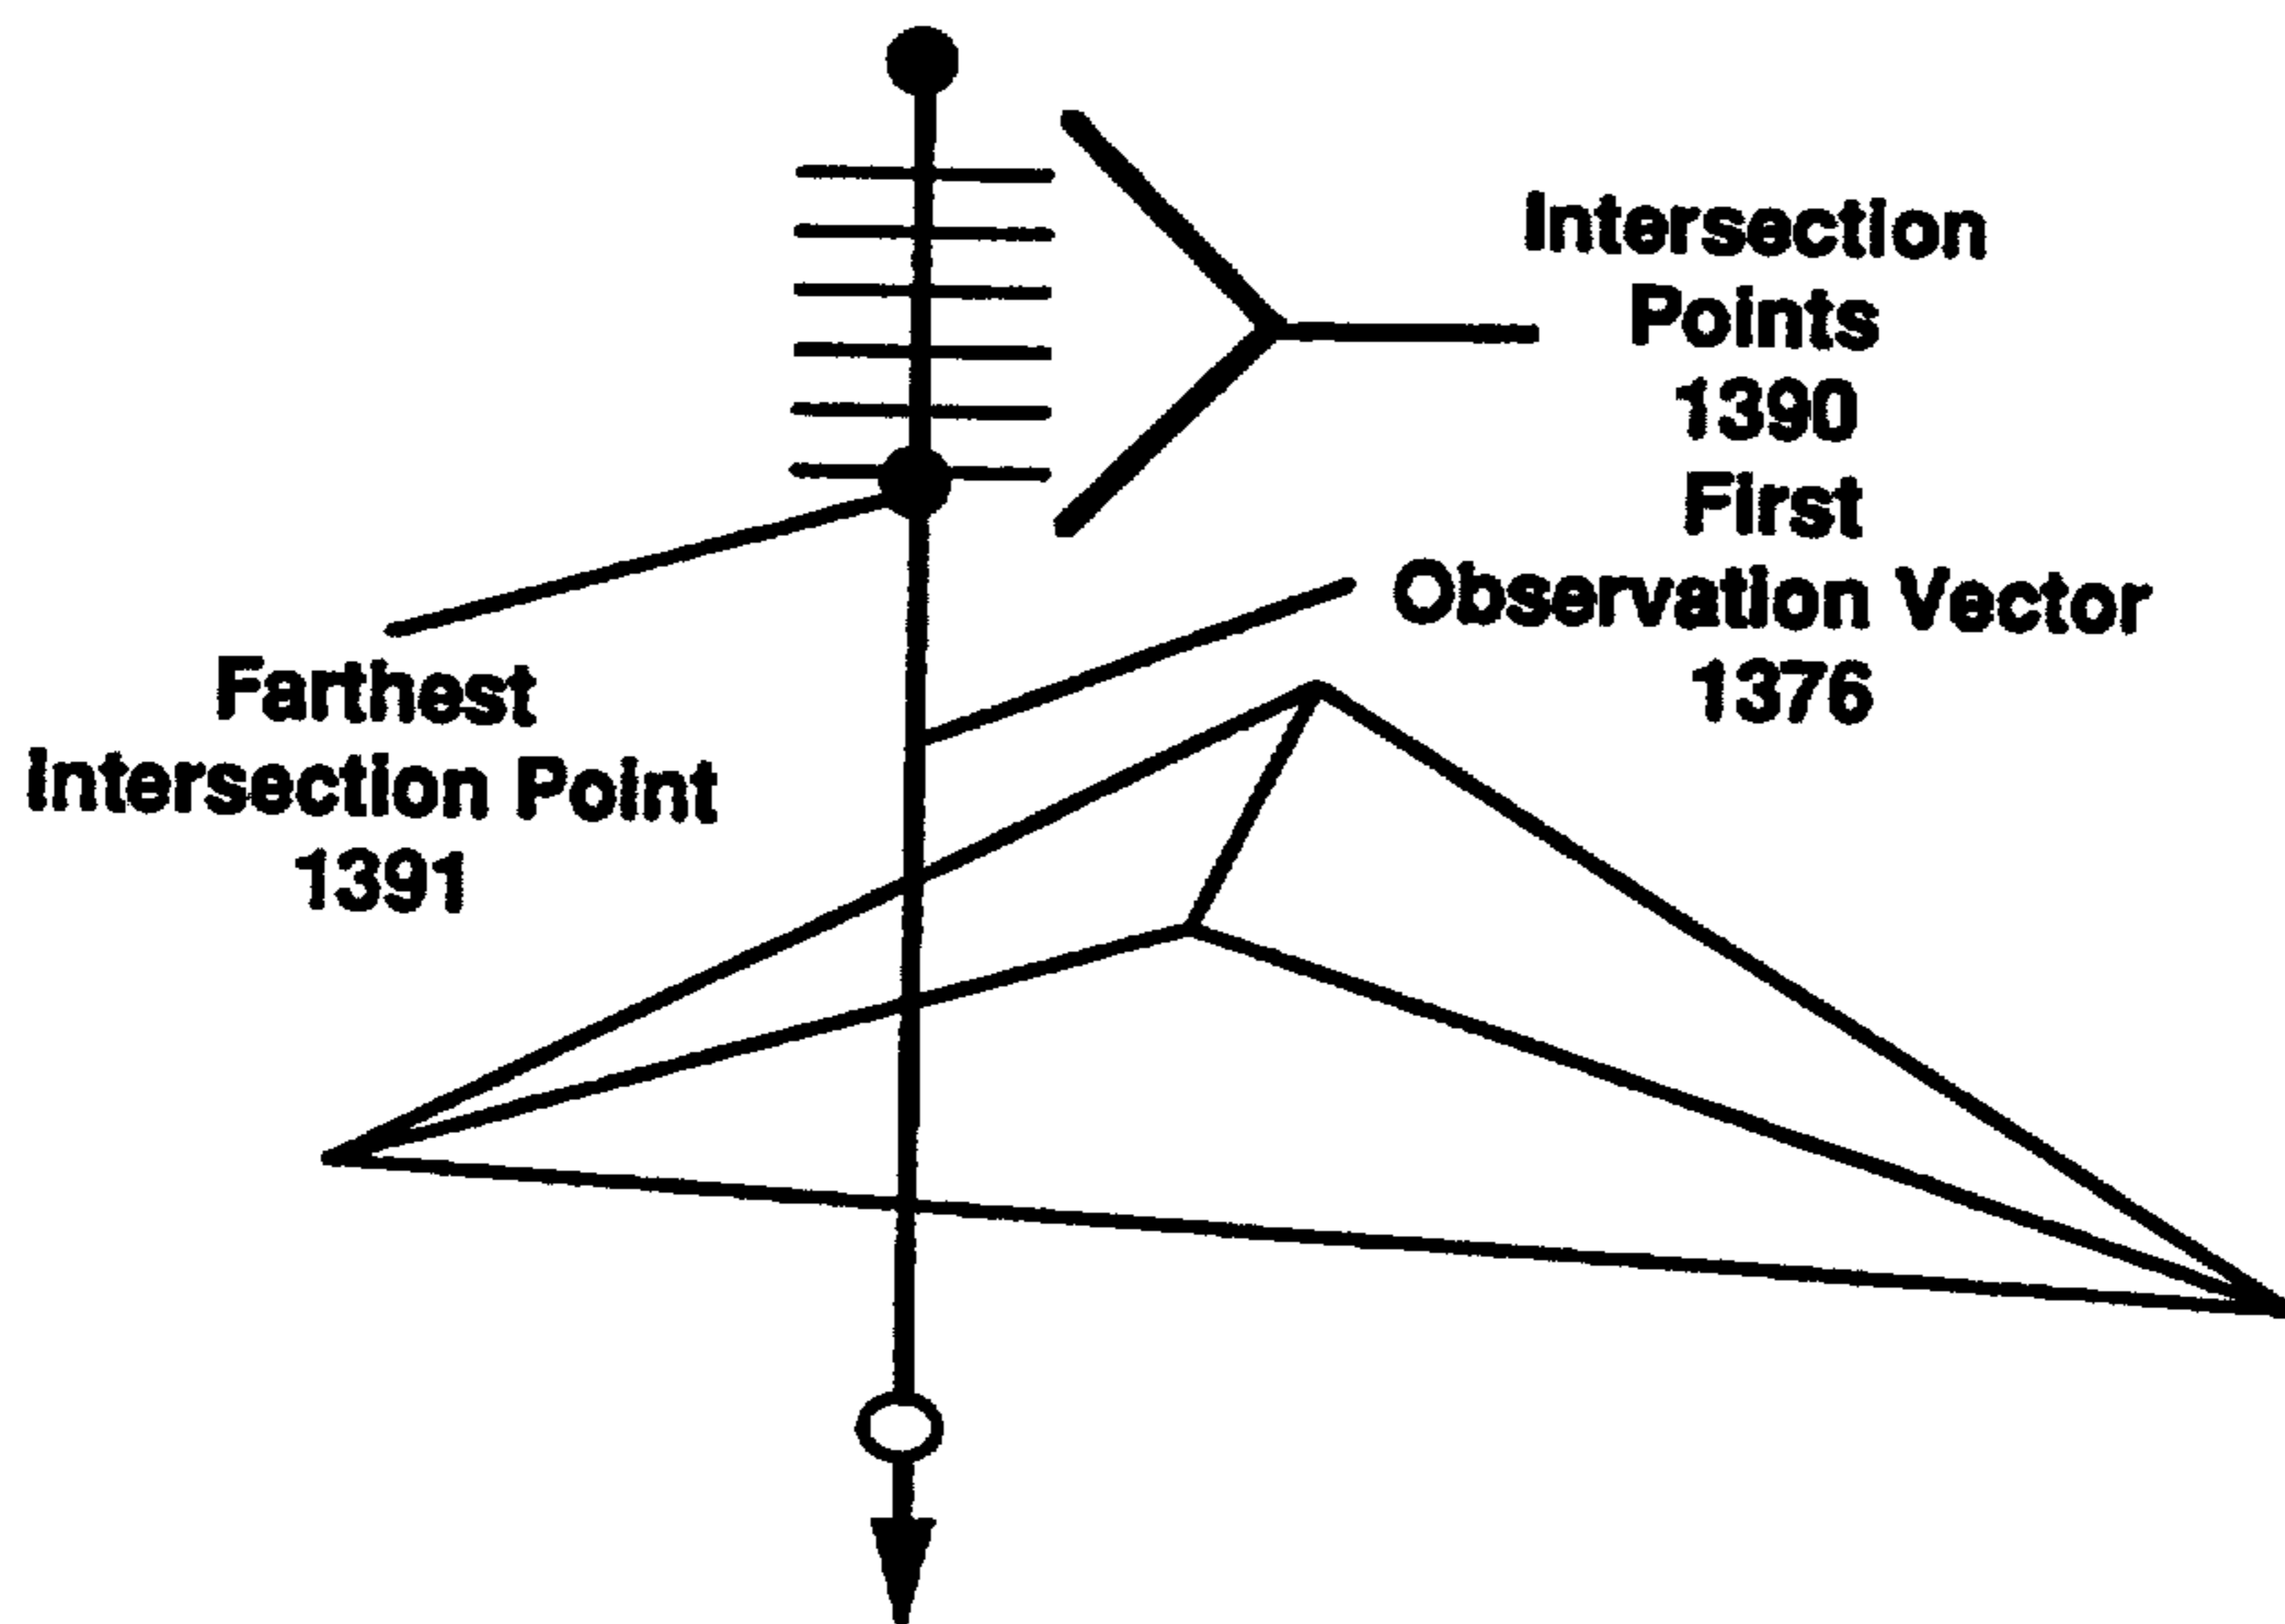 Intersection
Points
1390
First
Observation Vector
1376
Farthest
Intersection Point
1391